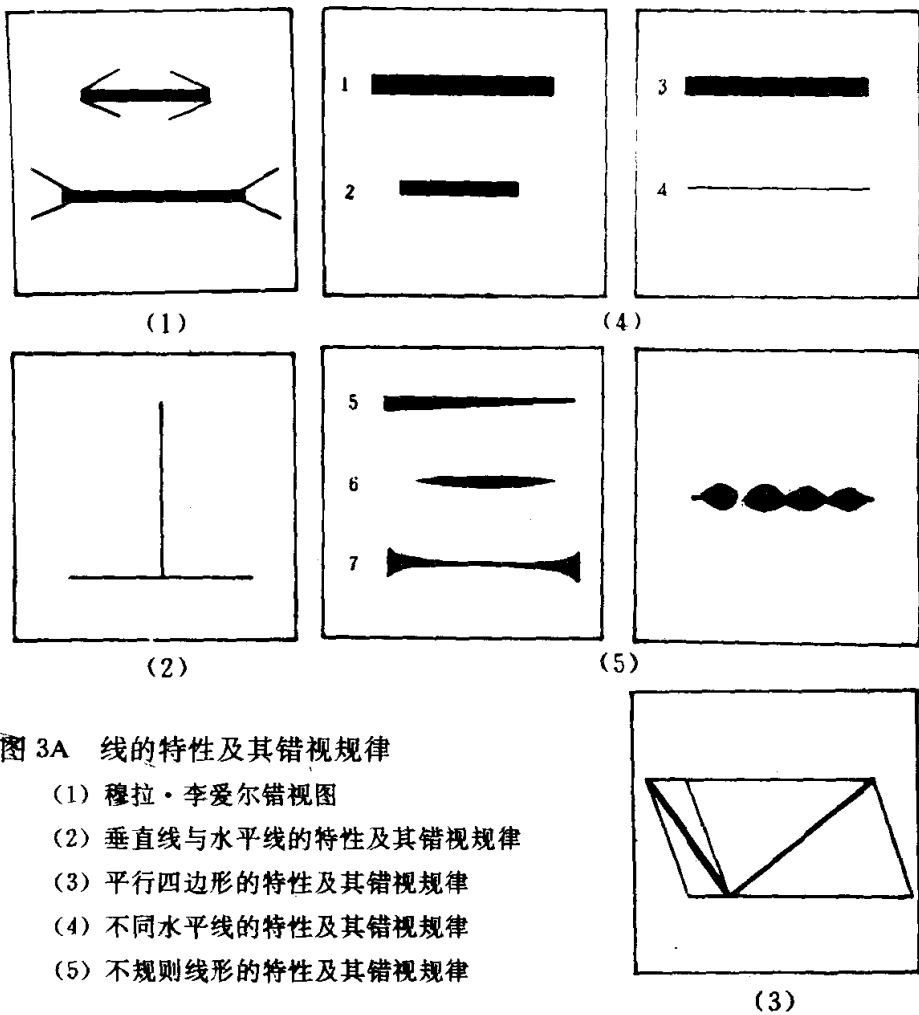 1
2
3
4
(1)
(4)
5
6
7
(2)
(5)
图 3A 线的特性及其错视规律
(1) 穆拉·李爱尔错视图
(2) 垂直线与水平线的特性及其错视规律
(3) 平行四边形的特性及其错视规律
(4) 不同水平线的特性及其错视规律
(5) 不规则线形的特性及其错视规律
(3)